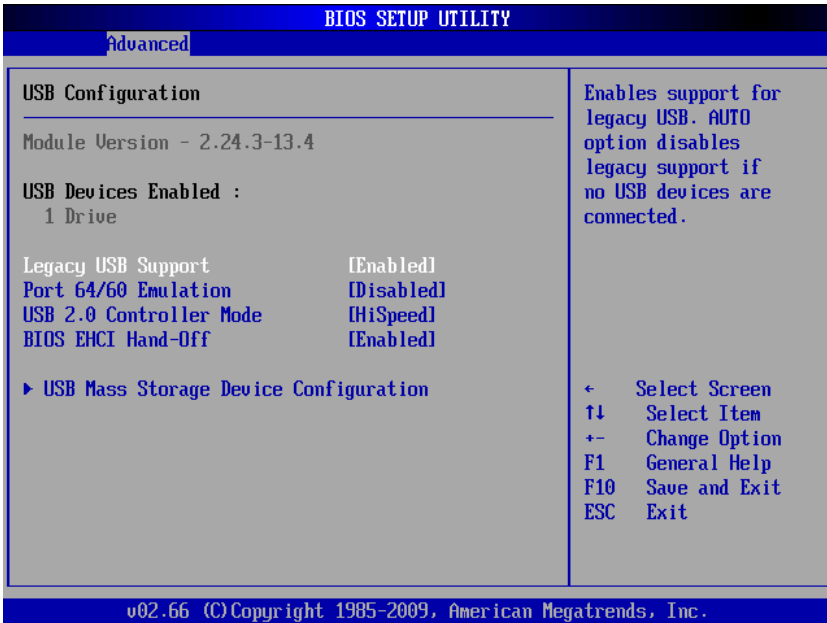 BIOS SETUP UTILITY
Advanced
USB Configuration
Module Version - 2.24.3-13.4
USB Devices Enabled :
1 Drive
Legacy USB Support [Enabled]
Port 64/60 Emulation [Disabled]
USB 2.0 Controller Mode [HiSpeed]
BIOS EHCI Hand-Off [Enabled]
▶ USB Mass Storage Device Configuration
Enables support for
legacy USB. AUTO
option disables
legacy support if
no USB devices are
connected.
← Select Screen
↑↓ Select Item
+- Change Option
F1 General Help
F10 Save and Exit
ESC Exit
v02.66 (C)Copyright 1985-2009, American Megatrends, Inc.